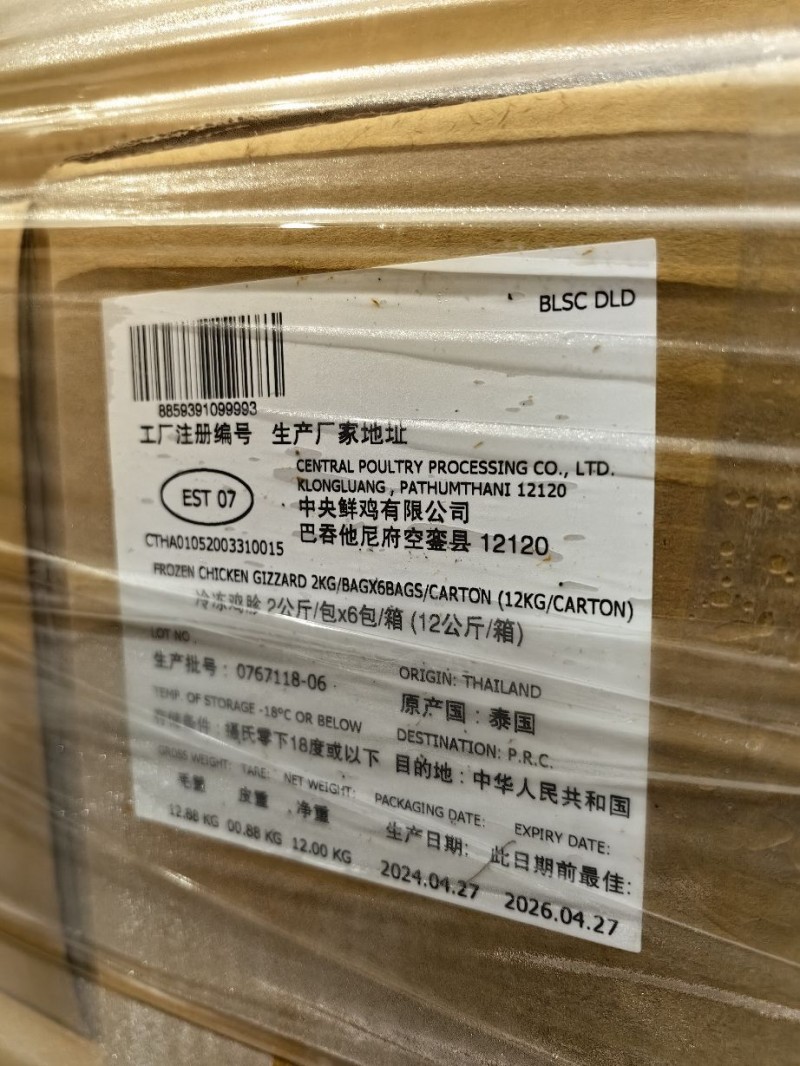 BLSC DLD
8859391099993
工厂注册编号 生产厂家地址
CENTRAL POULTRY PROCESSING CO., LTD.
KLONGLUANG , PATHUMTHANI 12120
EST 07
中央鲜鸡有限公司
巴吞他尼府空銮县 12120
CTHA01052003310015
FROZEN CHICKEN GIZZARD 2KG/BAGX6BAGS/CARTON (12KG/CARTON)
冷冻鸡胗 2公斤/包x6包/箱 (12公斤/箱)
LOT NO.
生产批号: 0767118-06
ORIGIN: THAILAND
原产国: 泰国
TEMP. OF STORAGE -18°C OR BELOW
存储条件: 摄氏零下18度或以下
DESTINATION: P.R.C.
目的地: 中华人民共和国
GROSS WEIGHT: TARE: NET WEIGHT:
毛重 皮重 净重
12.88 KG 00.88 KG 12.00 KG
PACKAGING DATE: EXPIRY DATE:
生产日期: 此日期前最佳:
2024.04.27 2026.04.27